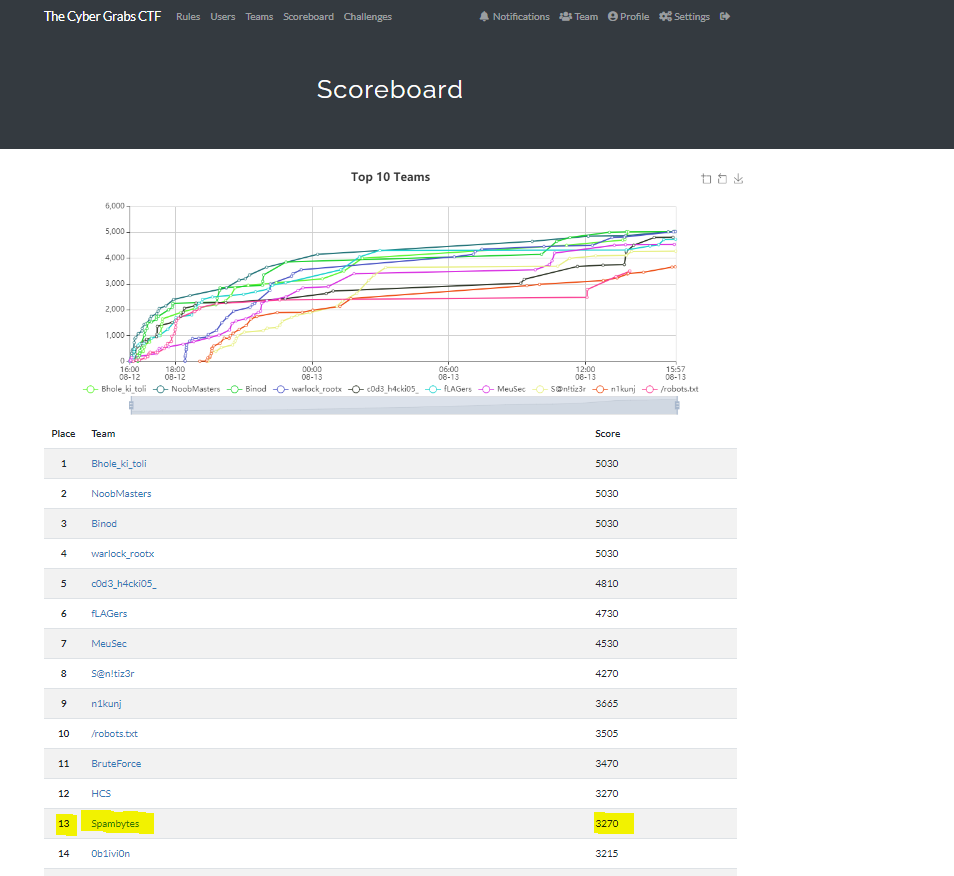 The Cyber Grabs CTF Rules Users Teams Scoreboard Challenges Notifications Team Profile Settings
Scoreboard
Top 10 Teams
6,000
5,000
4,000
3,000
2,000
1,000
0
16:00 18:00 00:00 06:00 12:00 15:57
08-12 08-12 08-13 08-13 08-13 08-13
Bhole_ki_toli NoobMasters Binod warlock_rootx c0d3_h4cki05_ fLAGers MeuSec S@n!tiz3r n1kunj /robots.txt
Place Team Score
1 Bhole_ki_toli 5030
2 NoobMasters 5030
3 Binod 5030
4 warlock_rootx 5030
5 c0d3_h4cki05_ 4810
6 fLAGers 4730
7 MeuSec 4530
8 S@n!tiz3r 4270
9 n1kunj 3665
10 /robots.txt 3505
11 BruteForce 3470
12 HCS 3270
13 Spambytes 3270
14 0b1ivi0n 3215